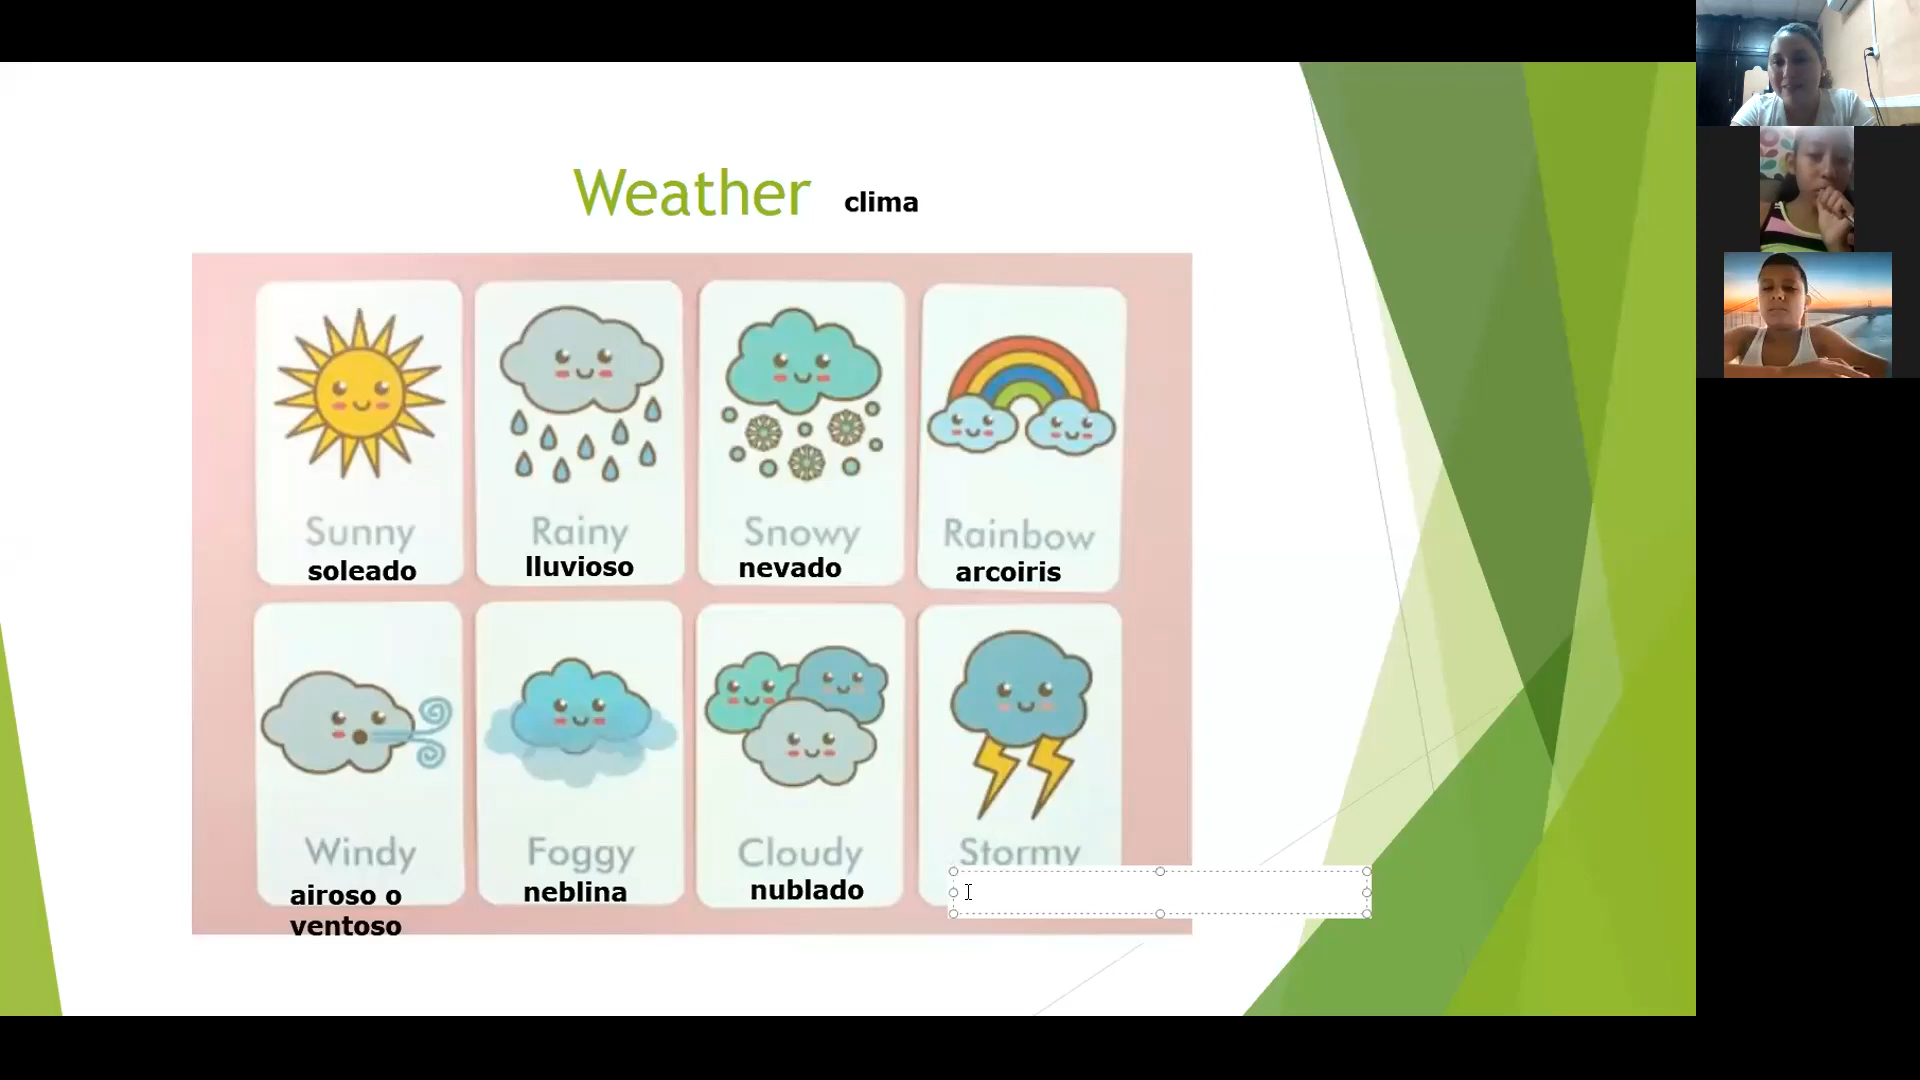 Weather clima
Sunny
soleado
Rainy
lluvioso
Snowy
nevado
Rainbow
arcoiris
Windy
airoso o
ventoso
Foggy
neblina
Cloudy
nublado
Stormy